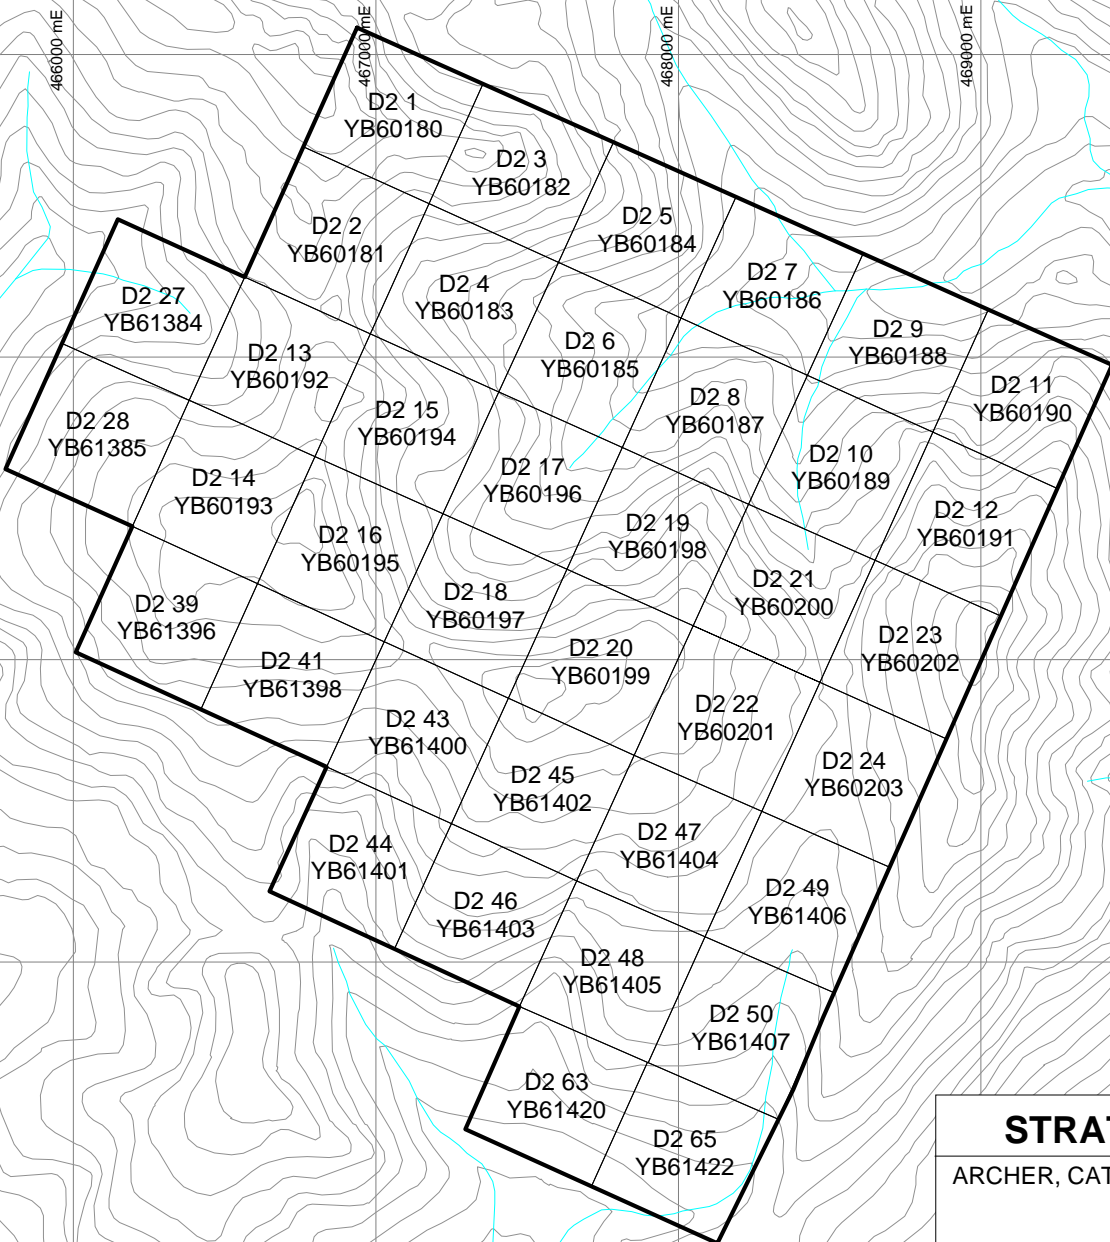 466000 mE
467000 mE
468000 mE
469000 mE
D2 1
YB60180
D2 3
YB60182
D2 2
YB60181
D2 5
YB60184
D2 4
YB60183
D2 7
YB60186
D2 27
YB61384
D2 6
YB60185
D2 9
YB60188
D2 13
YB60192
D2 8
YB60187
D2 11
YB60190
D2 15
YB60194
D2 28
YB61385
D2 10
YB60189
D2 17
YB60196
D2 14
YB60193
D2 12
YB60191
D2 19
YB60198
D2 16
YB60195
D2 21
YB60200
D2 18
YB60197
D2 39
YB61396
D2 23
YB60202
D2 20
YB60199
D2 41
YB61398
D2 22
YB60201
D2 43
YB61400
D2 24
YB60203
D2 45
YB61402
D2 47
YB61404
D2 44
YB61401
D2 49
YB61406
D2 46
YB61403
D2 48
YB61405
D2 50
YB61407
D2 63
YB61420
D2 65
YB61422
STRAT
ARCHER, CAT